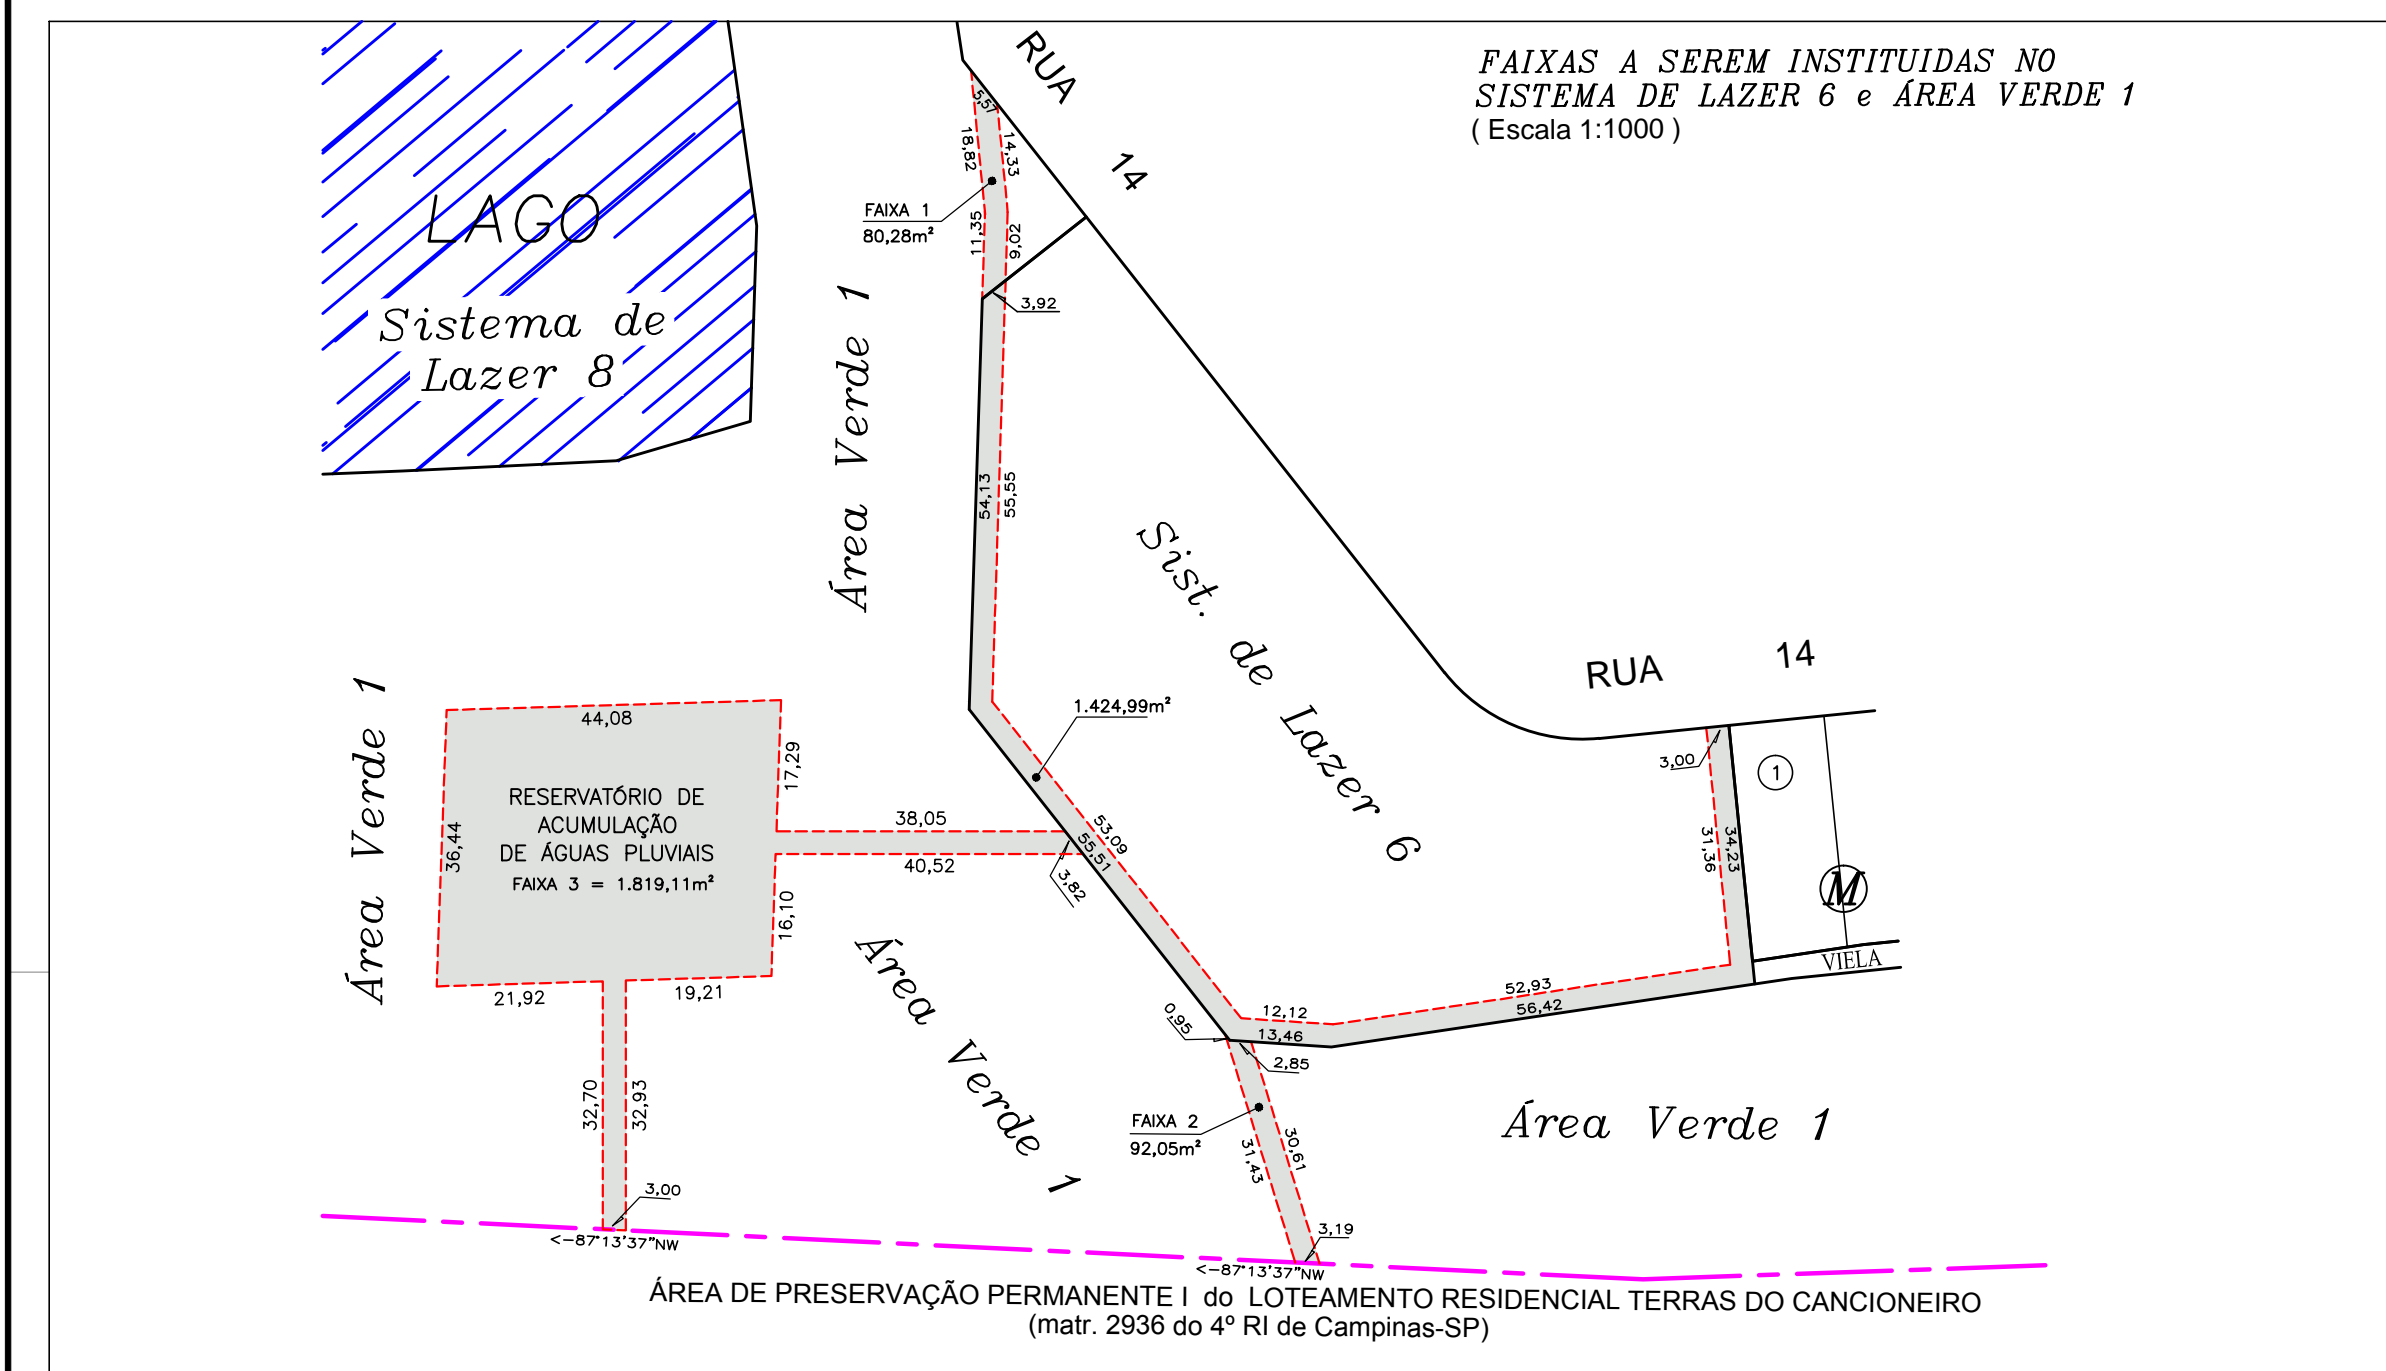 FAIXAS A SEREM INSTITUIDAS NO
SISTEMA DE LAZER 6 e ÁREA VERDE 1
( Escala 1:1000 )
RUA 14
5,57
18,82
14,33
FAIXA 1
80,28m²
11,35
9,02
3,92
LAGO
Sistema de
Lazer 8
Área Verde 1
54,13
55,55
Sist. de Lazer 6
RUA 14
1.424,99m²
3,00
1
31,36
34,23
M
VIELA
Área Verde 1
44,08
17,29
36,44
RESERVATÓRIO DE
ACUMULAÇÃO
DE ÁGUAS PLUVIAIS
FAIXA 3 = 1.819,11m²
38,05
40,52
53,09
55,51
3,82
16,10
21,92
19,21
Área Verde 1
52,93
56,42
12,12
13,46
0,95
2,85
32,70
32,93
FAIXA 2
92,05m²
31,43
30,61
Área Verde 1
3,00
3,19
<-87°13'37"NW
<-87°13'37"NW
ÁREA DE PRESERVAÇÃO PERMANENTE I do LOTEAMENTO RESIDENCIAL TERRAS DO CANCIONEIRO
(matr. 2936 do 4º RI de Campinas-SP)